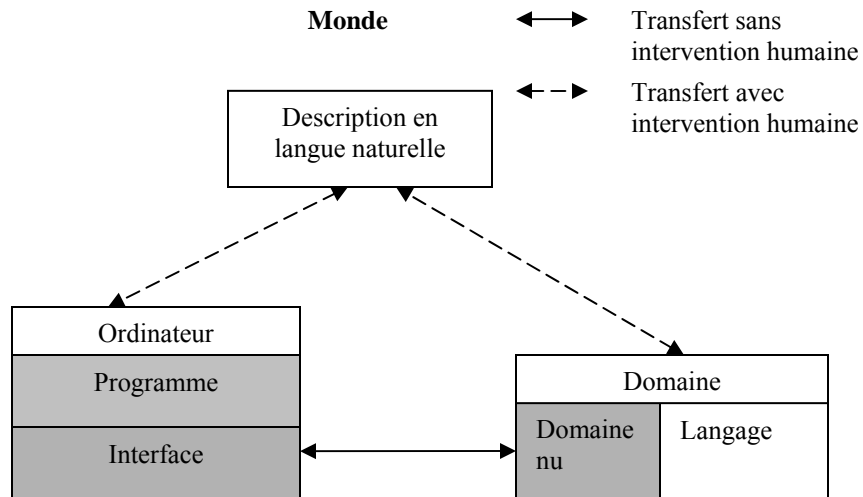 Monde
Transfert sans
intervention humaine
Transfert avec
intervention humaine
Description en
langue naturelle
Ordinateur
Programme
Interface
Domaine
Domaine
nu
Langage